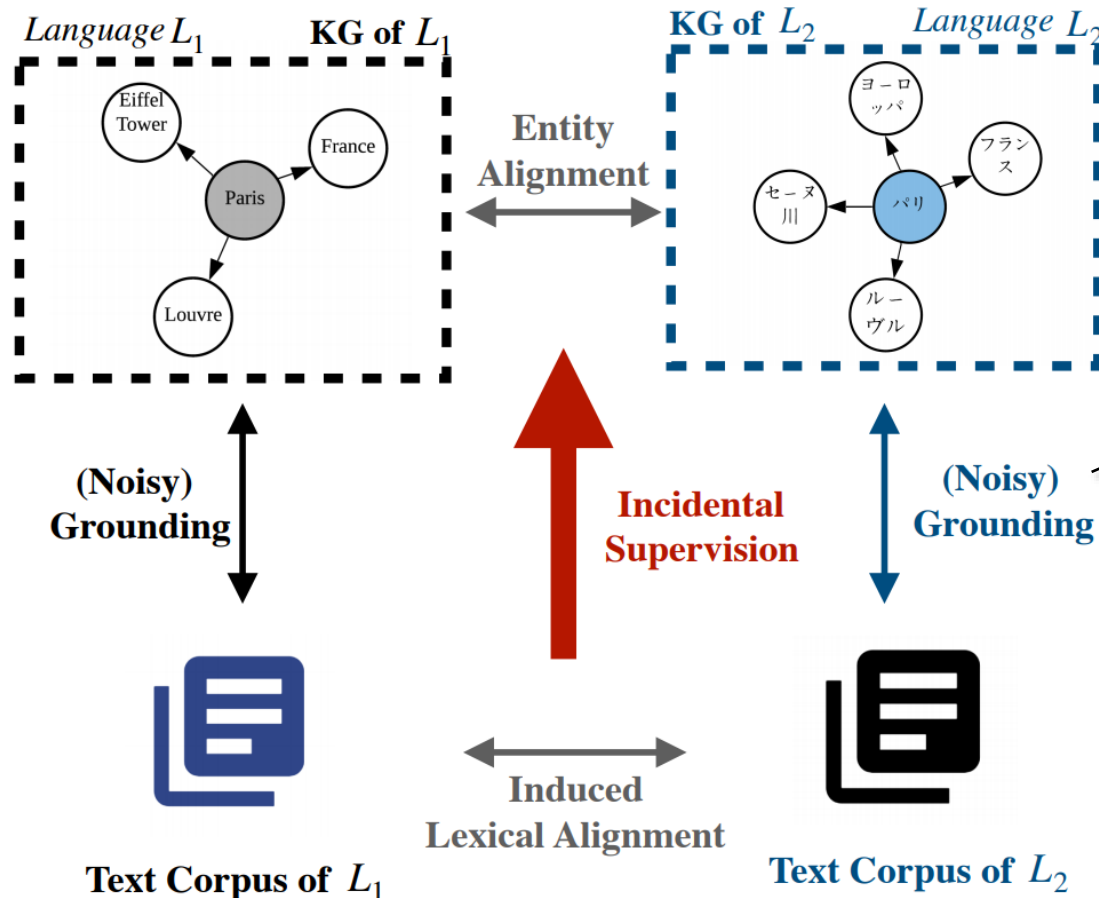 Language L₁
KG of L₁
KG of L₂
Language L₂
Eiffel
Tower
France
Paris
Louvre
Entity
Alignment
ヨーロ
ッパ
フラン
ス
セーヌ
川
パリ
ルー
ヴル
(Noisy)
Grounding
Incidental
Supervision
(Noisy)
Grounding
Induced
Lexical Alignment
Text Corpus of L₁
Text Corpus of L₂